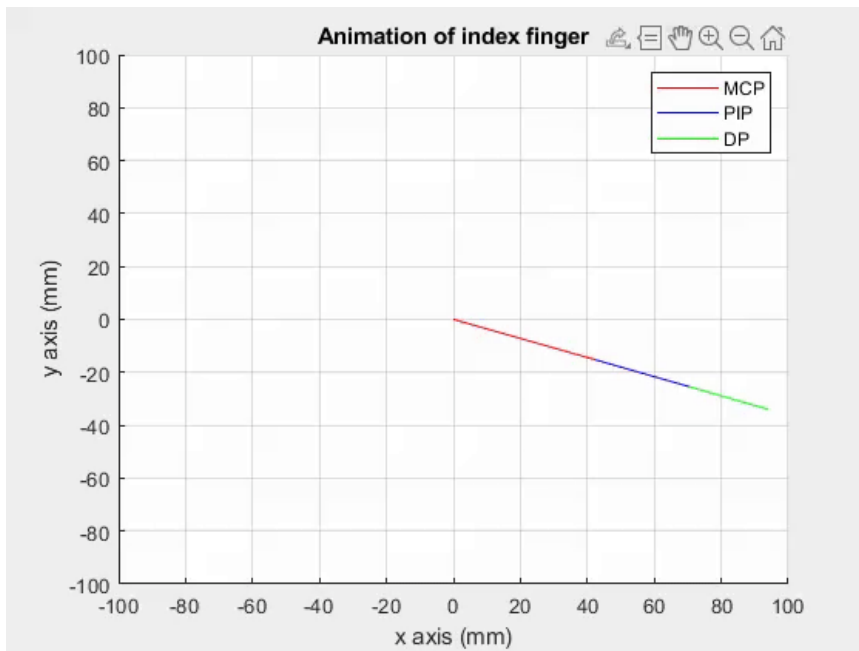 Animation of index finger
MCP
PIP
DP
100
80
60
40
20
0
-20
-40
-60
-80
-100
y axis (mm)
-100 -80 -60 -40 -20 0 20 40 60 80 100
x axis (mm)